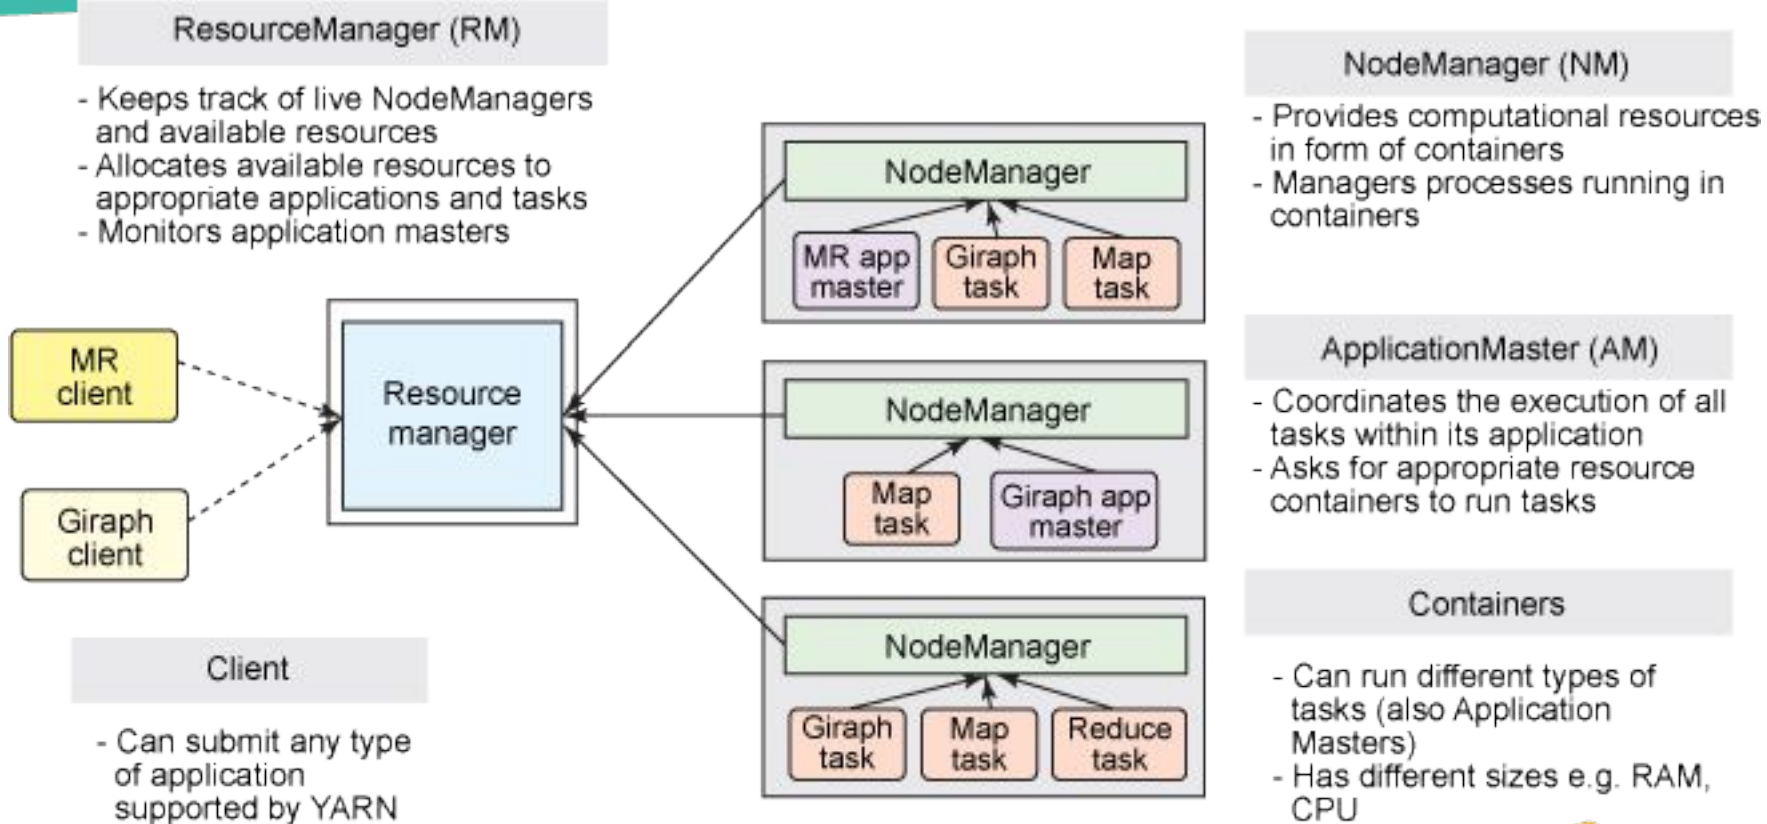 ResourceManager (RM)
- Keeps track of live NodeManagers
and available resources
- Allocates available resources to
appropriate applications and tasks
- Monitors application masters
MR
client
Giraph
client
Resource
manager
Client
- Can submit any type
of application
supported by YARN
NodeManager
MR app
master
Giraph
task
Map
task
NodeManager
Map
task
Giraph app
master
NodeManager
Giraph
task
Map
task
Reduce
task
NodeManager (NM)
- Provides computational resources
in form of containers
- Managers processes running in
containers
ApplicationMaster (AM)
- Coordinates the execution of all
tasks within its application
- Asks for appropriate resource
containers to run tasks
Containers
- Can run different types of
tasks (also Application
Masters)
- Has different sizes e.g. RAM,
CPU